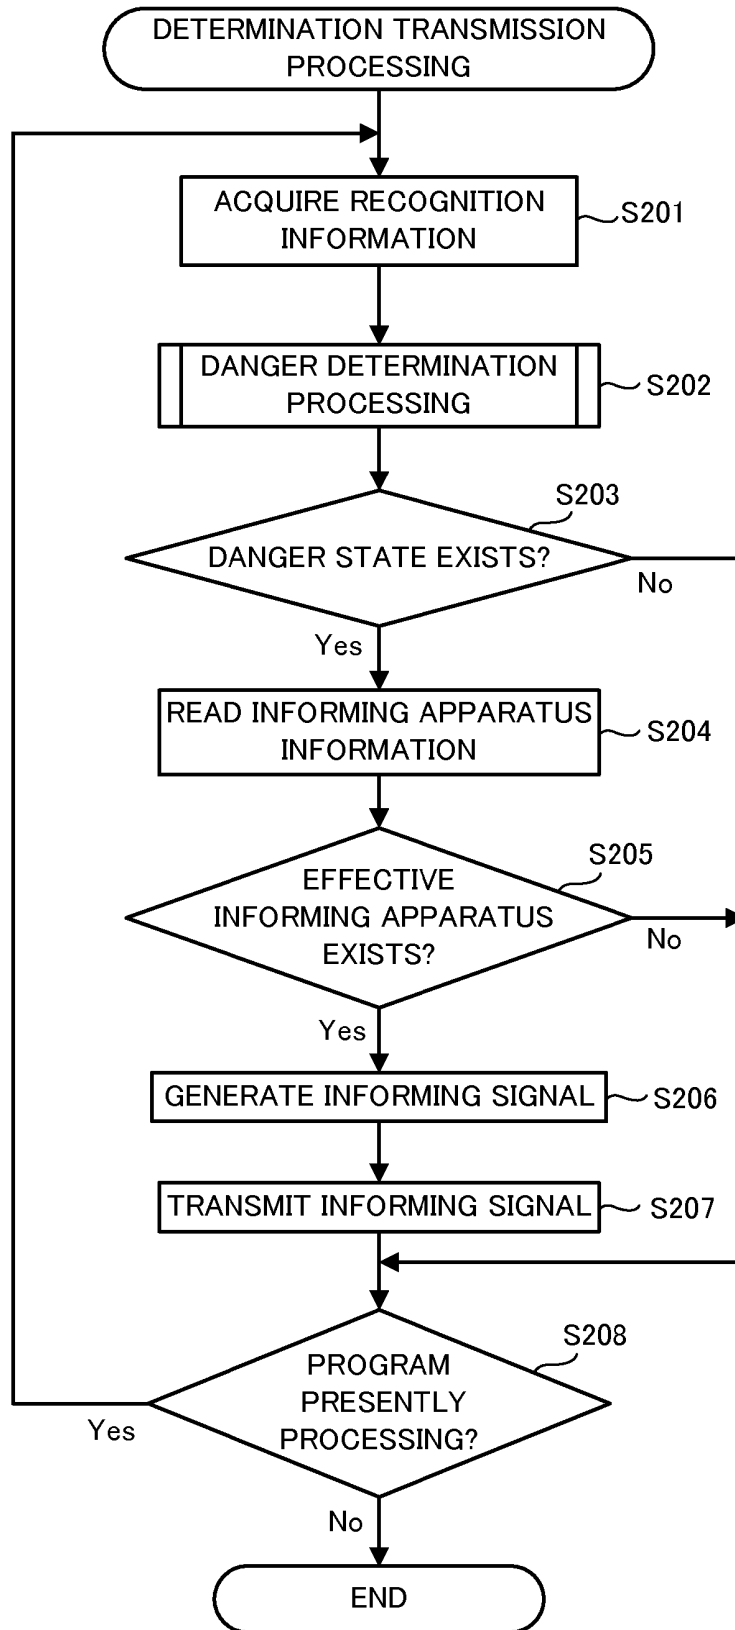 DETERMINATION TRANSMISSION
PROCESSING
ACQUIRE RECOGNITION
INFORMATION
S201
DANGER DETERMINATION
PROCESSING
S202
S203
DANGER STATE EXISTS?
No
Yes
READ INFORMING APPARATUS
INFORMATION
S204
S205
EFFECTIVE
INFORMING APPARATUS
EXISTS?
No
Yes
GENERATE INFORMING SIGNAL
S206
TRANSMIT INFORMING SIGNAL
S207
S208
PROGRAM
PRESENTLY
PROCESSING?
Yes
No
END